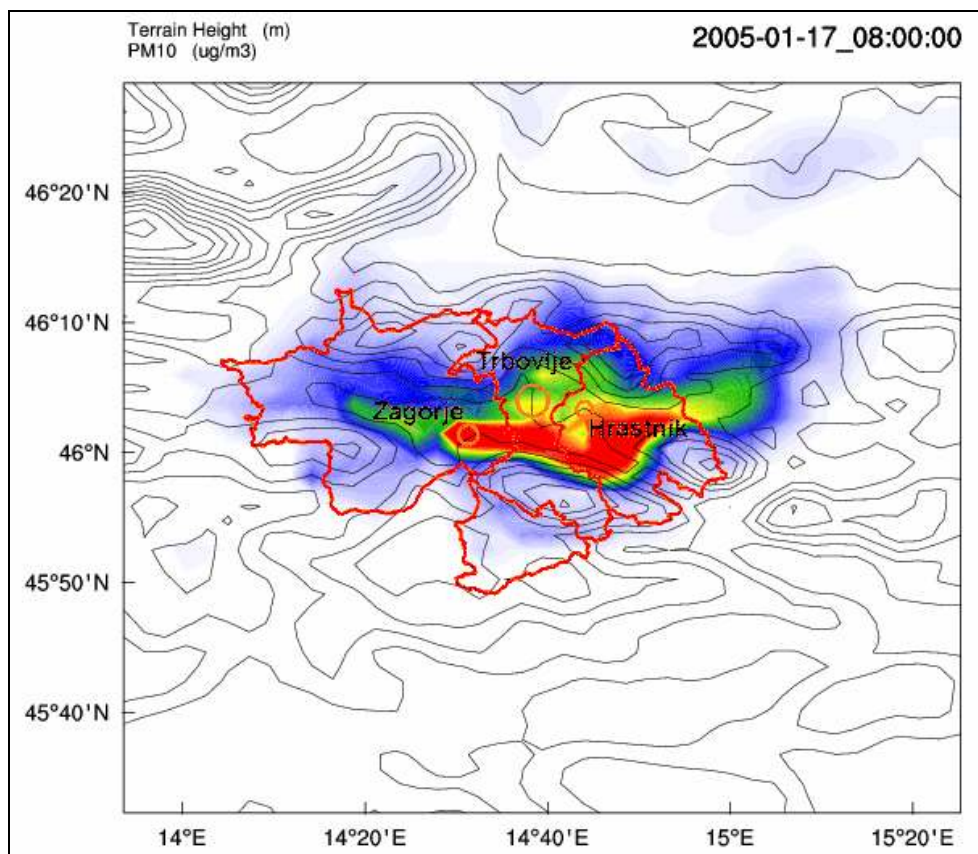 Terrain Height (m)
PM10 (ug/m3)
2005-01-17_08:00:00
46°20'N
46°10'N
Trbovlje
Zagorje
Hrastnik
46°N
45°50'N
45°40'N
14°E
14°20'E
14°40'E
15°E
15°20'E